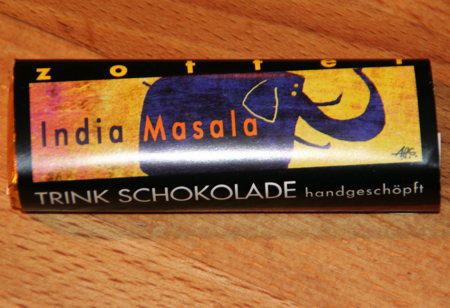 zotter
India Masala
TRINK SCHOKOLADE handgeschöpft